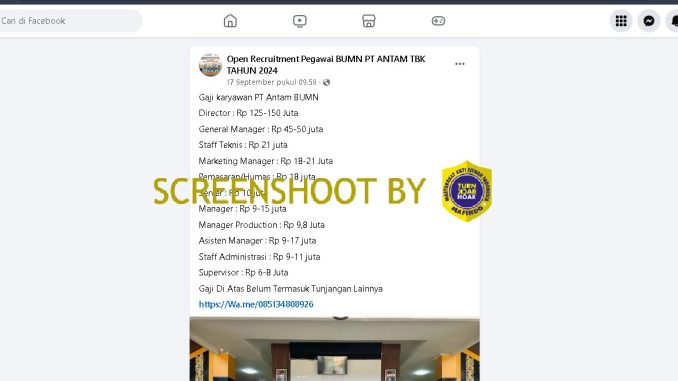 Cari di Facebook
Open Recruitment Pegawai BUMN PT ANTAM TBK
TAHUN 2024
17 September pukul 09.58
Gaji karyawan PT Antam BUMN
Director : Rp 125-150 Juta
General Manager : Rp 45-50 juta
Staff Teknis : Rp 21 juta
Marketing Manager : Rp 18-21 Juta
Pemasaran/Humas : Rp 18 juta
SCREENSHOOT BY
TURN
BACK
HOAX
MASYARAKAT ANTI FITNAH INDONESIA
MAFINDO
: Rp 10 juta
Manager : Rp 9-15 juta
Manager Production : Rp 9,8 Juta
Asisten Manager : Rp 9-17 juta
Staff Administrasi : Rp 9-11 juta
Supervisor : Rp 6-8 Juta
Gaji Di Atas Belum Termasuk Tunjangan Lainnya
https://Wa.me/085134808926